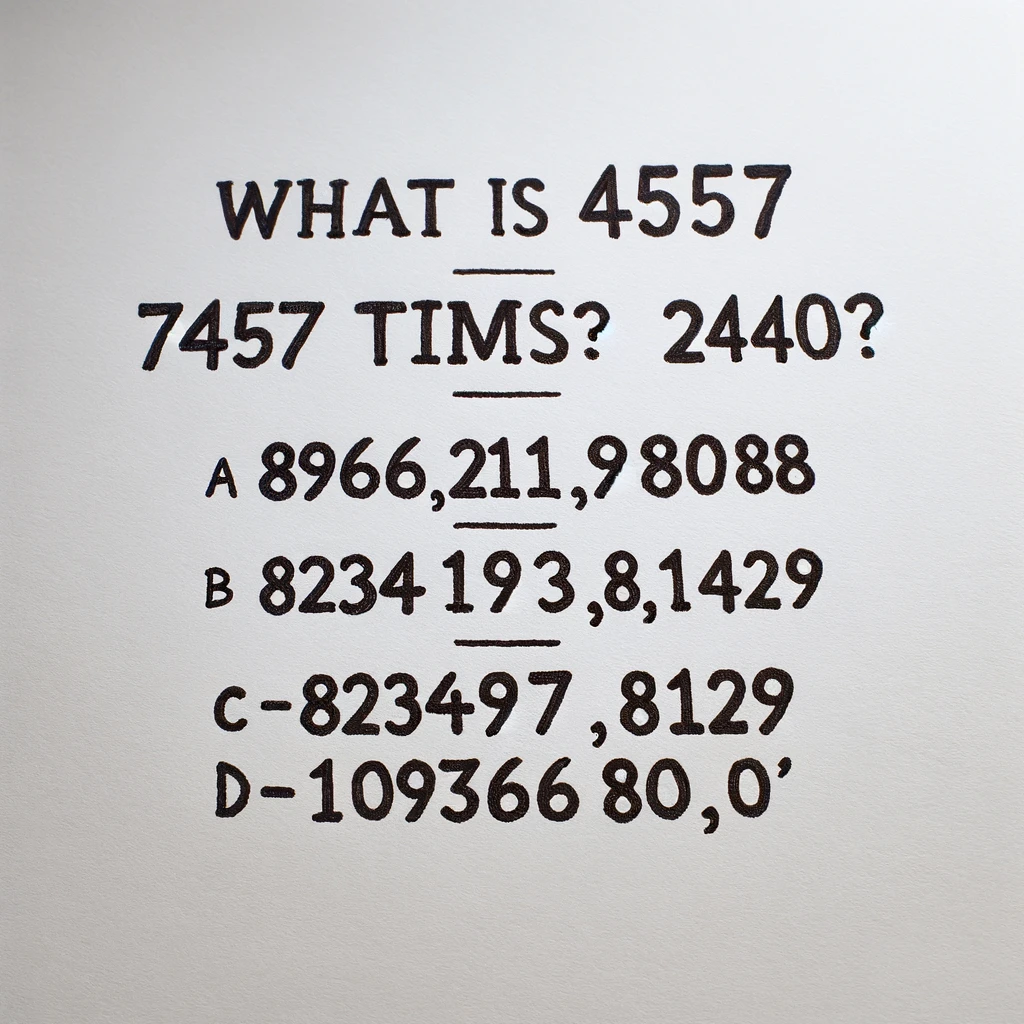 WHAT IS 4557
7457 TIMS? 2440?
A 8966,211,98088
B 8234 193,8,1429
C-823497 ,8129
D-109366 80,0'